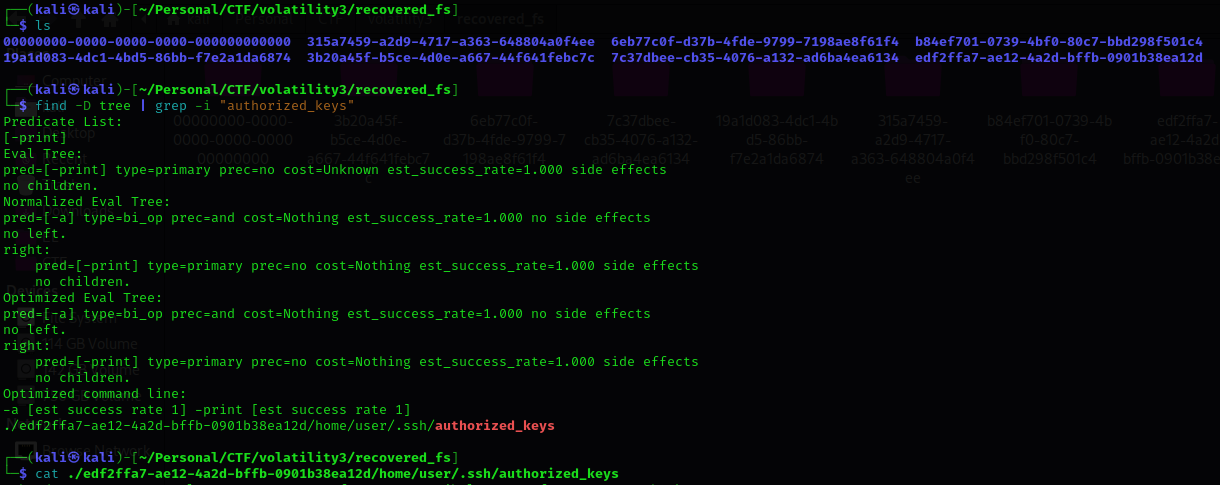 ┌──(kali㉿kali)-[~/Personal/CTF/volatility3/recovered_fs]
└─$ ls
00000000-0000-0000-0000-000000000000  315a7459-a2d9-4717-a363-648804a0f4ee  6eb77c0f-d37b-4fde-9799-7198ae8f61f4  b84ef701-0739-4bf0-80c7-bbd298f501c4
19a1d083-4dc1-4bd5-86bb-f7e2a1da6874  3b20a45f-b5ce-4d0e-a667-44f641febc7c  7c37dbee-cb35-4076-a132-ad6ba4ea6134  edf2ffa7-ae12-4a2d-bffb-0901b38ea12d
┌──(kali㉿kali)-[~/Personal/CTF/volatility3/recovered_fs]
└─$ find -D tree | grep -i "authorized_keys"
Predicate List:
[-print]
Eval Tree:
pred=[-print] type=primary prec=no cost=Unknown est_success_rate=1.000 side effects
no children.
Normalized Eval Tree:
pred=[-a] type=bi_op prec=and cost=Nothing est_success_rate=1.000 no side effects
no left.
right:
    pred=[-print] type=primary prec=no cost=Nothing est_success_rate=1.000 side effects
    no children.
Optimized Eval Tree:
pred=[-a] type=bi_op prec=and cost=Nothing est_success_rate=1.000 no side effects
no left.
right:
    pred=[-print] type=primary prec=no cost=Nothing est_success_rate=1.000 side effects
    no children.
Optimized command line:
-a [est success rate 1] -print [est success rate 1]
./edf2ffa7-ae12-4a2d-bffb-0901b38ea12d/home/user/.ssh/authorized_keys
┌──(kali㉿kali)-[~/Personal/CTF/volatility3/recovered_fs]
└─$ cat ./edf2ffa7-ae12-4a2d-bffb-0901b38ea12d/home/user/.ssh/authorized_keys